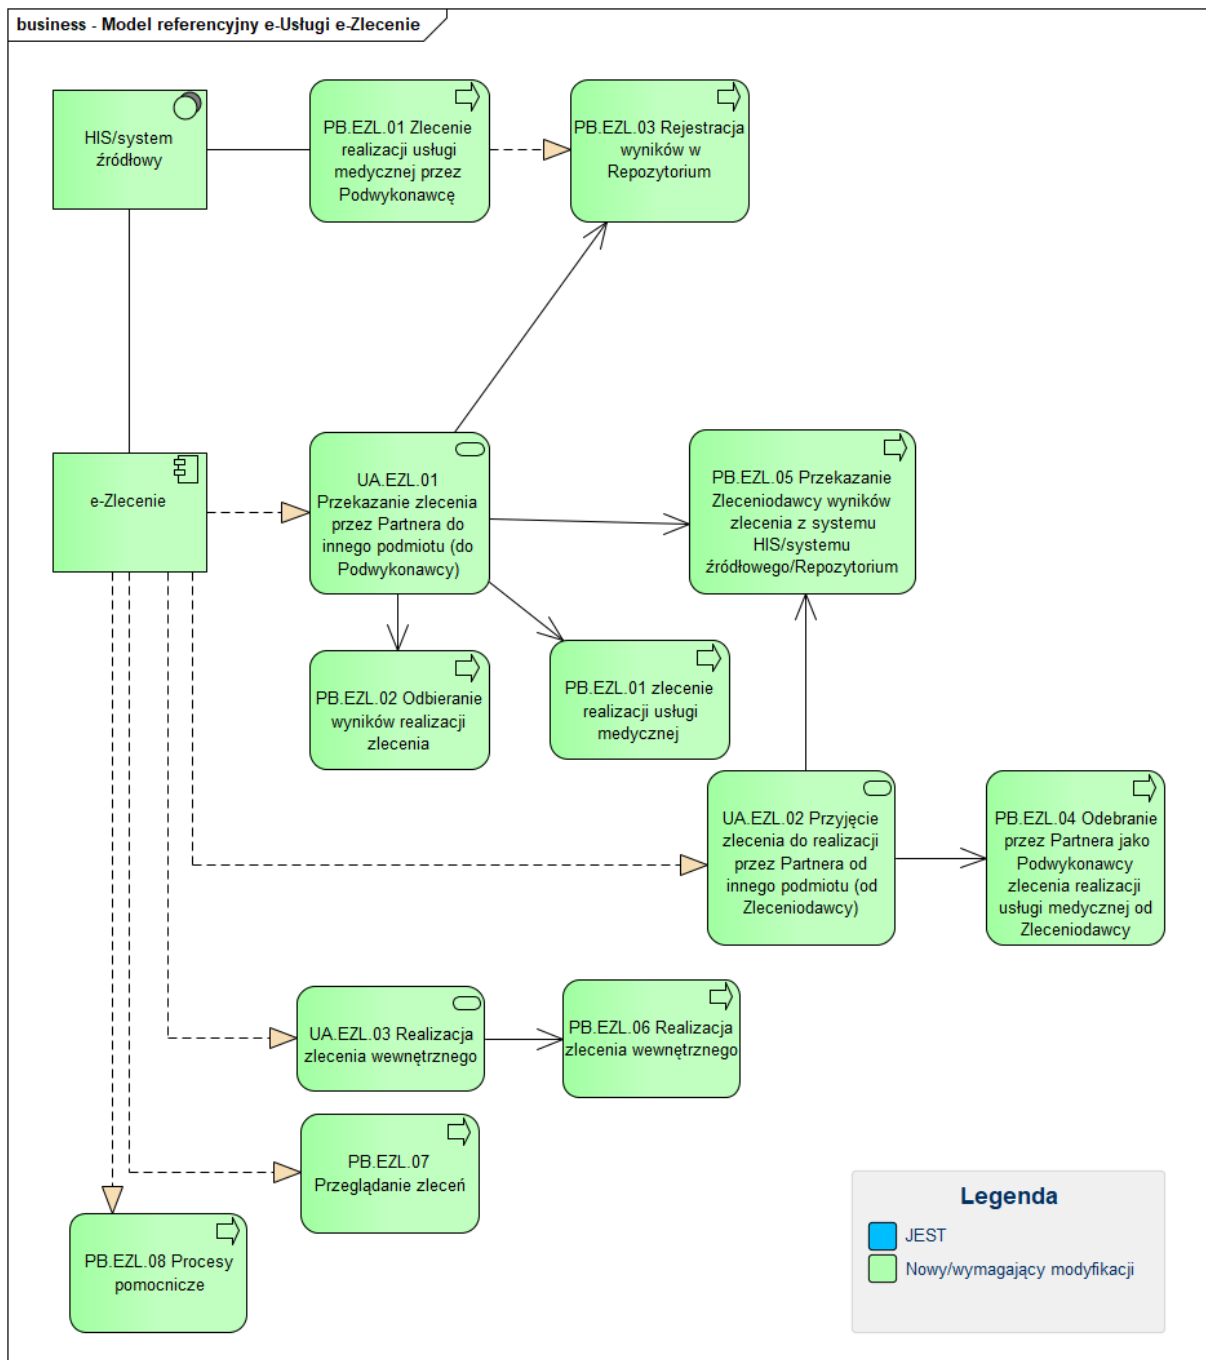 business - Model referencyjny e-Usługi e-Zlecenie
HIS/system
źródłowy
PB.EZL.01 Zlecenie
realizacji usługi
medycznej przez
Podwykonawcę
PB.EZL.03 Rejestracja
wyników w
Repozytorium
e-Zlecenie
UA.EZL.01
Przekazanie zlecenia
przez Partnera do
innego podmiotu (do
Podwykonawcy)
PB.EZL.05 Przekazanie
Zleceniodawcy wyników
zlecenia z systemu
HIS/systemu
źródłowego/Repozytorium
PB.EZL.02 Odbieranie
wyników realizacji
zlecenia
PB.EZL.01 zlecenie
realizacji usługi
medycznej
UA.EZL.02 Przyjęcie
zlecenia do realizacji
przez Partnera od
innego podmiotu (od
Zleceniodawcy)
PB.EZL.04 Odebranie
przez Partnera jako
Podwykonawcy
zlecenia realizacji
usługi medycznej od
Zleceniodawcy
UA.EZL.03 Realizacja
zlecenia wewnętrznego
PB.EZL.06 Realizacja
zlecenia wewnętrznego
PB.EZL.07
Przeglądanie zleceń
PB.EZL.08 Procesy
pomocnicze
Legenda
JEST
Nowy/wymagający modyfikacji